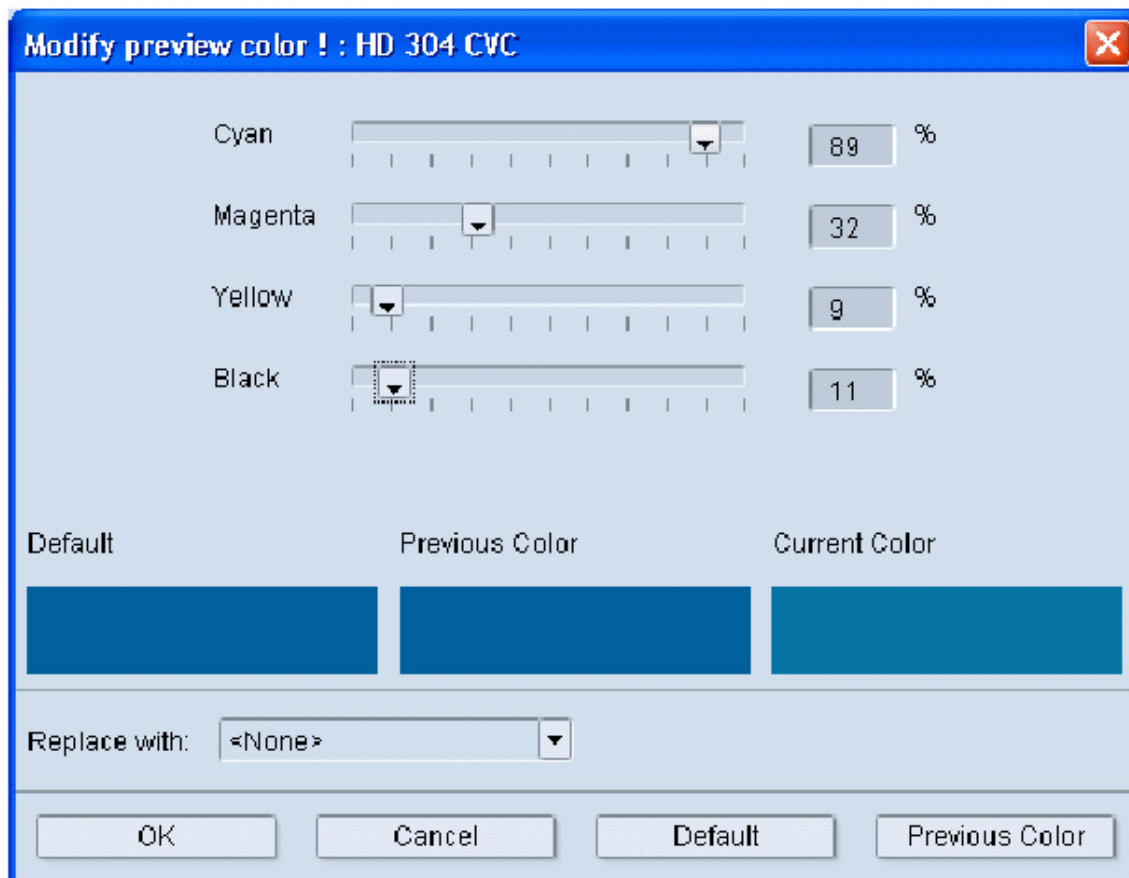 Modify preview color ! : HD 304 CVC
Cyan 89 %
Magenta 32 %
Yellow 9 %
Black 11 %
Default Previous Color Current Color
Replace with: <None>
OK Cancel Default Previous Color